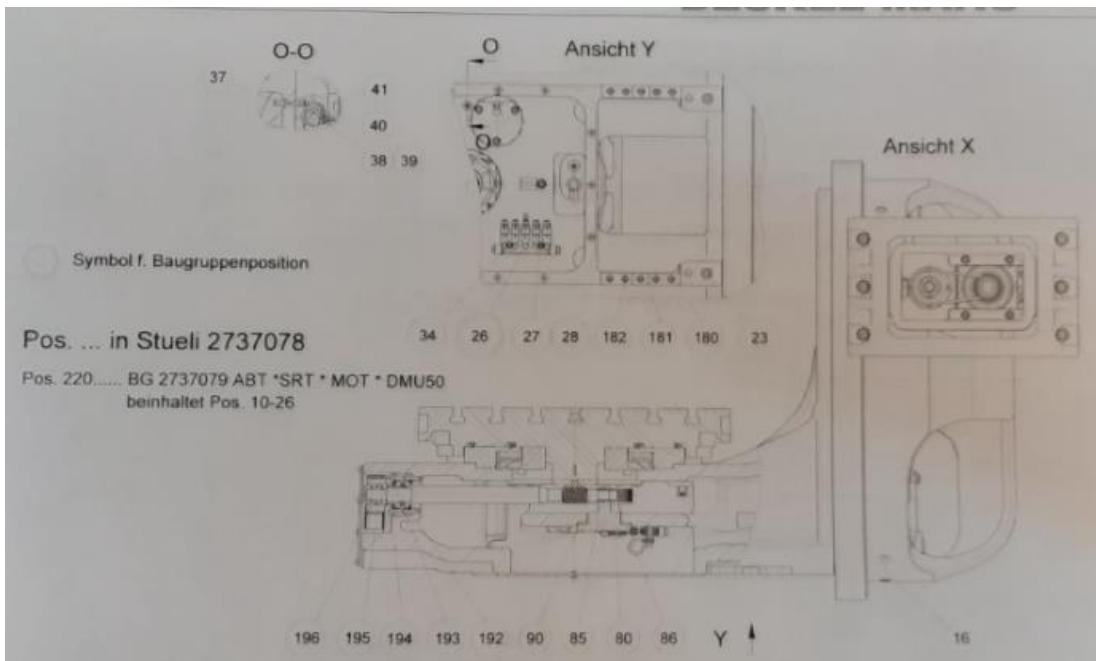 O-O
O
Ansicht Y
37
41
40
38 39
O
Ansicht X
Symbol f. Baugruppenposition
34 26 27 28 182 181 180 23
Pos. ... in Stueli 2737078
Pos. 220...... BG 2737079 ABT *SRT * MOT * DMU50
beinhaltet Pos. 10-26
196 195 194 193 192 90 85 80 86 Y 16